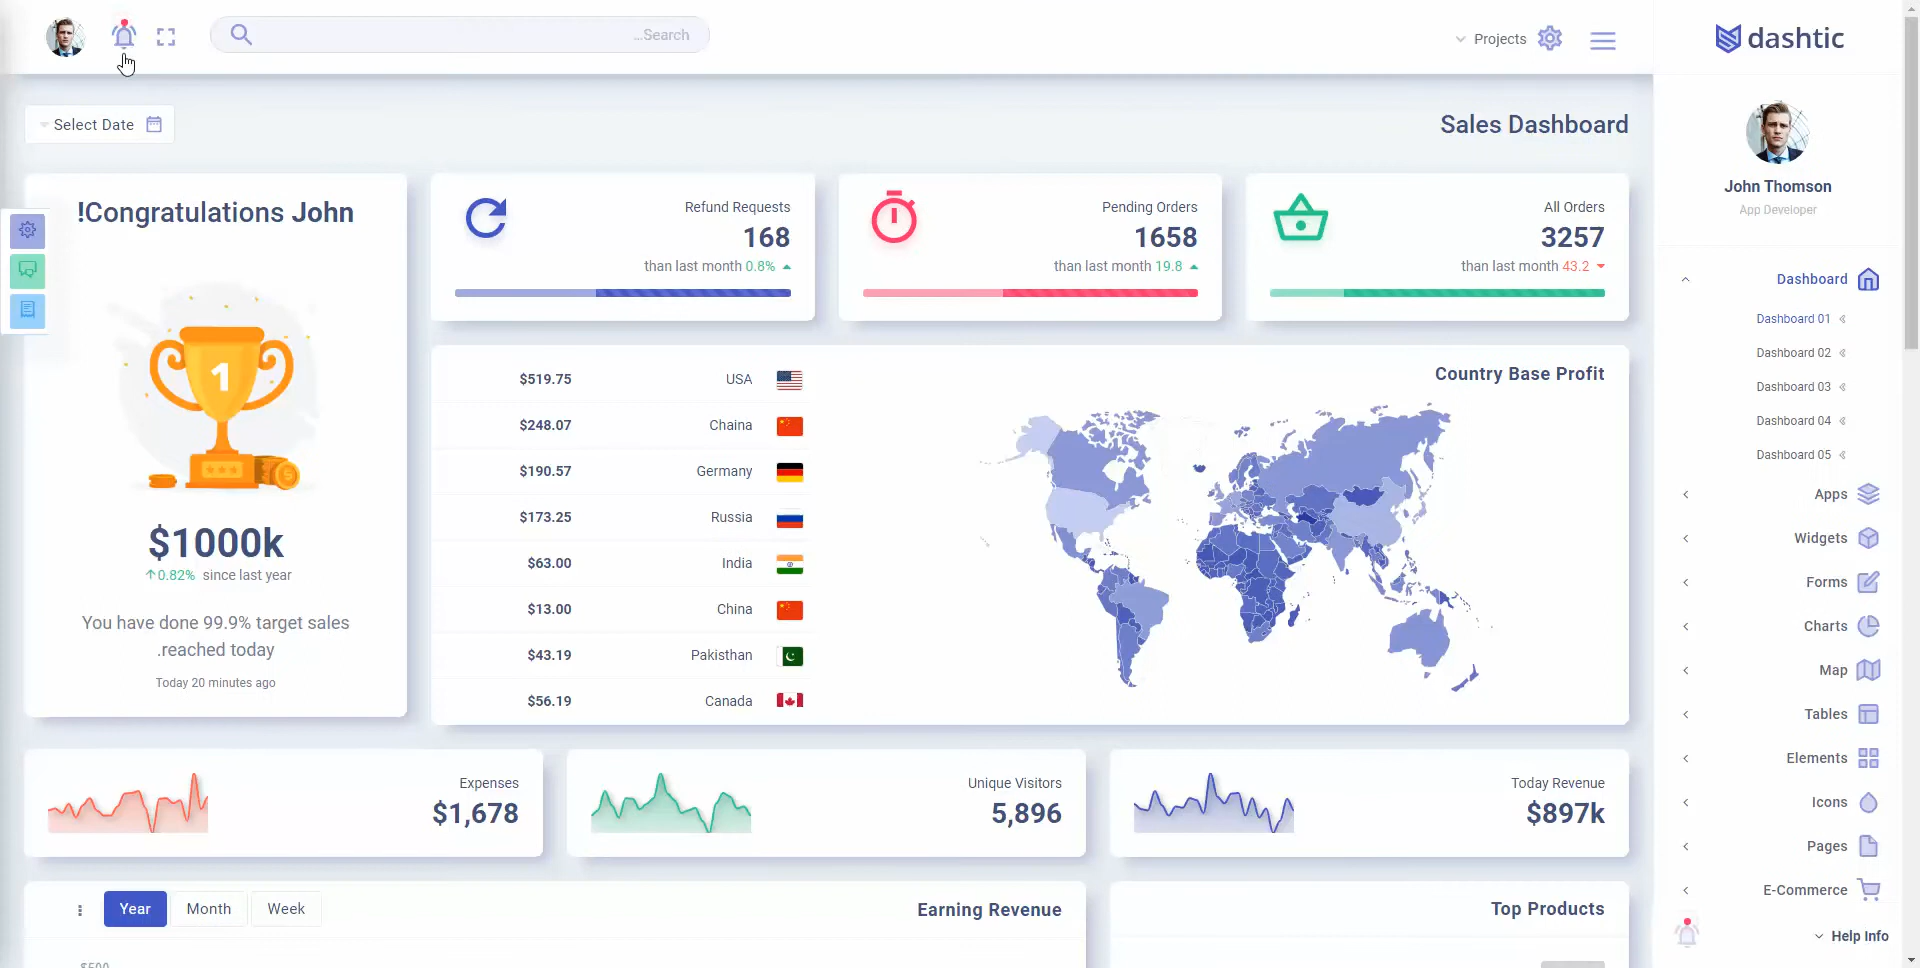 ...Search
Projects
dashtic
Select Date
Sales Dashboard
John Thomson
App Developer
!Congratulations John
1
$1000k
0.82% since last year
You have done 99.9% target sales
.reached today
Today 20 minutes ago
Refund Requests
168
than last month 0.8%
Pending Orders
1658
than last month 19.8
All Orders
3257
than last month 43.2
Country Base Profit
$519.75 USA
$248.07 Chaina
$190.57 Germany
$173.25 Russia
$63.00 India
$13.00 China
$43.19 Pakisthan
$56.19 Canada
Expenses
$1,678
Unique Visitors
5,896
Today Revenue
$897k
Year Month Week
Earning Revenue
$500
Top Products
Dashboard
Dashboard 01
Dashboard 02
Dashboard 03
Dashboard 04
Dashboard 05
Apps
Widgets
Forms
Charts
Map
Tables
Elements
Icons
Pages
E-Commerce
Help Info